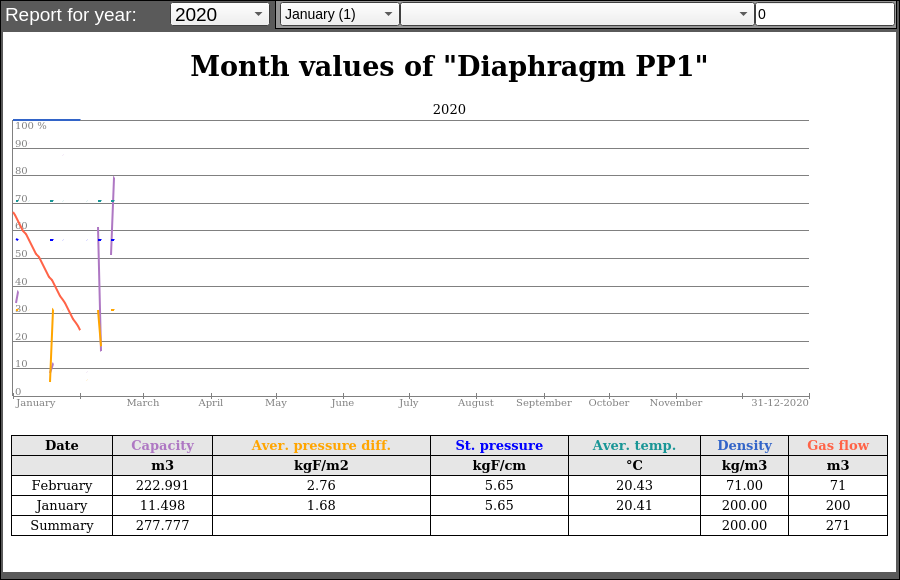 Report for year: 2020 January (1) 0
Month values of "Diaphragm PP1"
2020
100 %
90
80
70
60
50
40
30
20
10
0
January March April May June July August September October November 31-12-2020
Date Capacity Aver. pressure diff. St. pressure Aver. temp. Density Gas flow
m3 kgF/m2 kgF/cm °C kg/m3 m3
February 222.991 2.76 5.65 20.43 71.00 71
January 11.498 1.68 5.65 20.41 200.00 200
Summary 277.777 200.00 271